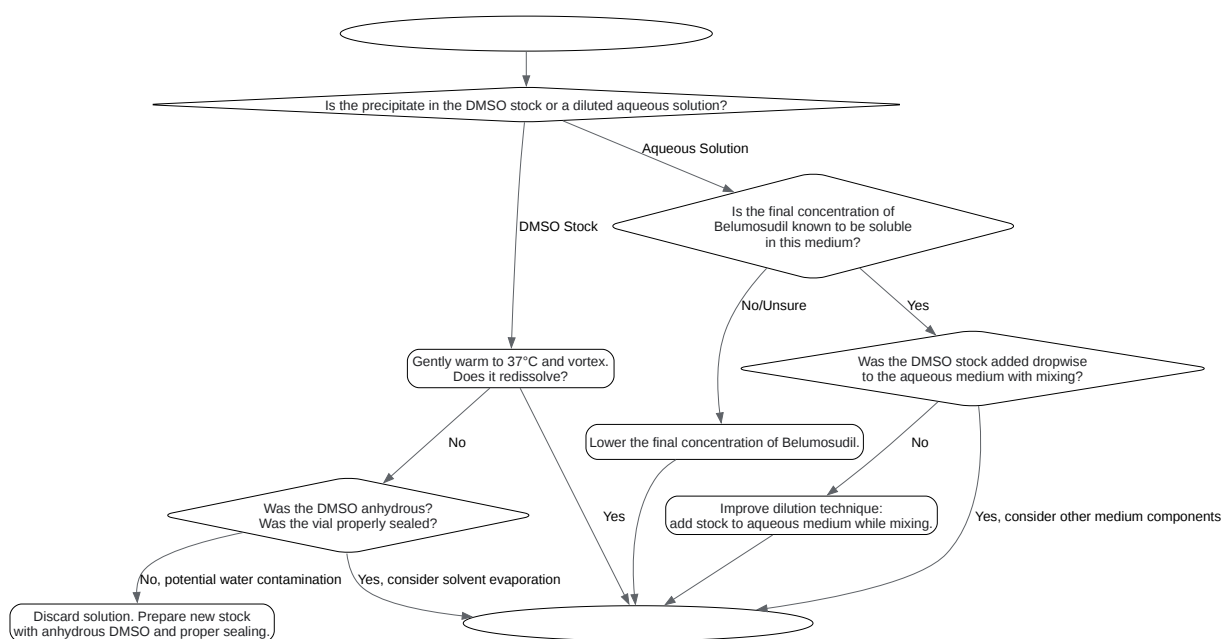 Is the precipitate in the DMSO stock or a diluted aqueous solution?
Aqueous Solution
Is the final concentration of
Belumosudil known to be soluble
in this medium?
DMSO Stock
No/Unsure
Yes
Gently warm to 37°C and vortex.
Does it redissolve?
Was the DMSO stock added dropwise
to the aqueous medium with mixing?
No
Lower the final concentration of Belumosudil.
No
Was the DMSO anhydrous?
Was the vial properly sealed?
Yes
Improve dilution technique:
add stock to aqueous medium while mixing.
Yes, consider other medium components
No, potential water contamination
Yes, consider solvent evaporation
Discard solution. Prepare new stock
with anhydrous DMSO and proper sealing.